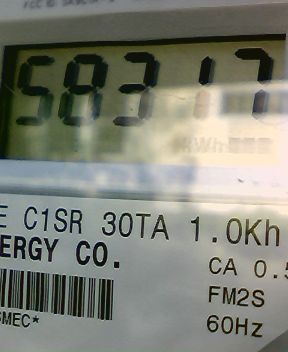 58317
kWh
E C1SR 30TA 1.0Kh
ERGY CO.
CA 0.5
FM2S
60Hz
SMEC*